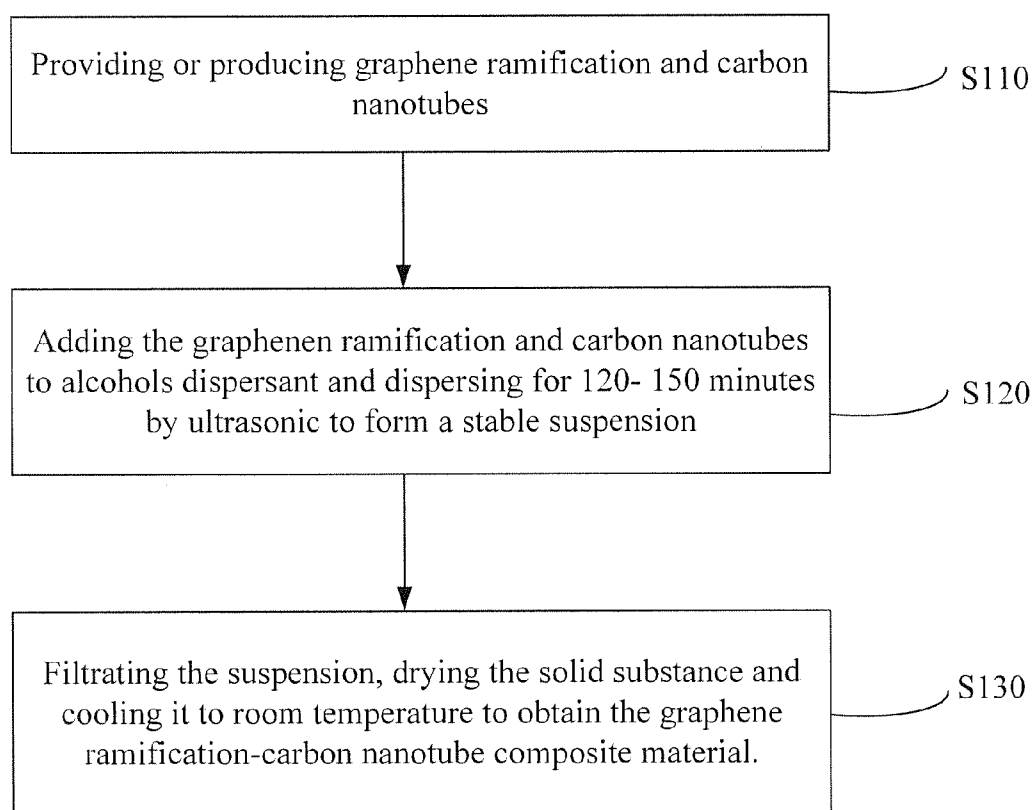 Providing or producing graphene ramification and carbon
nanotubes
S110
Adding the graphenen ramification and carbon nanotubes
to alcohols dispersant and dispersing for 120- 150 minutes
by ultrasonic to form a stable suspension
S120
Filtrating the suspension, drying the solid substance and
cooling it to room temperature to obtain the graphene
ramification-carbon nanotube composite material.
S130